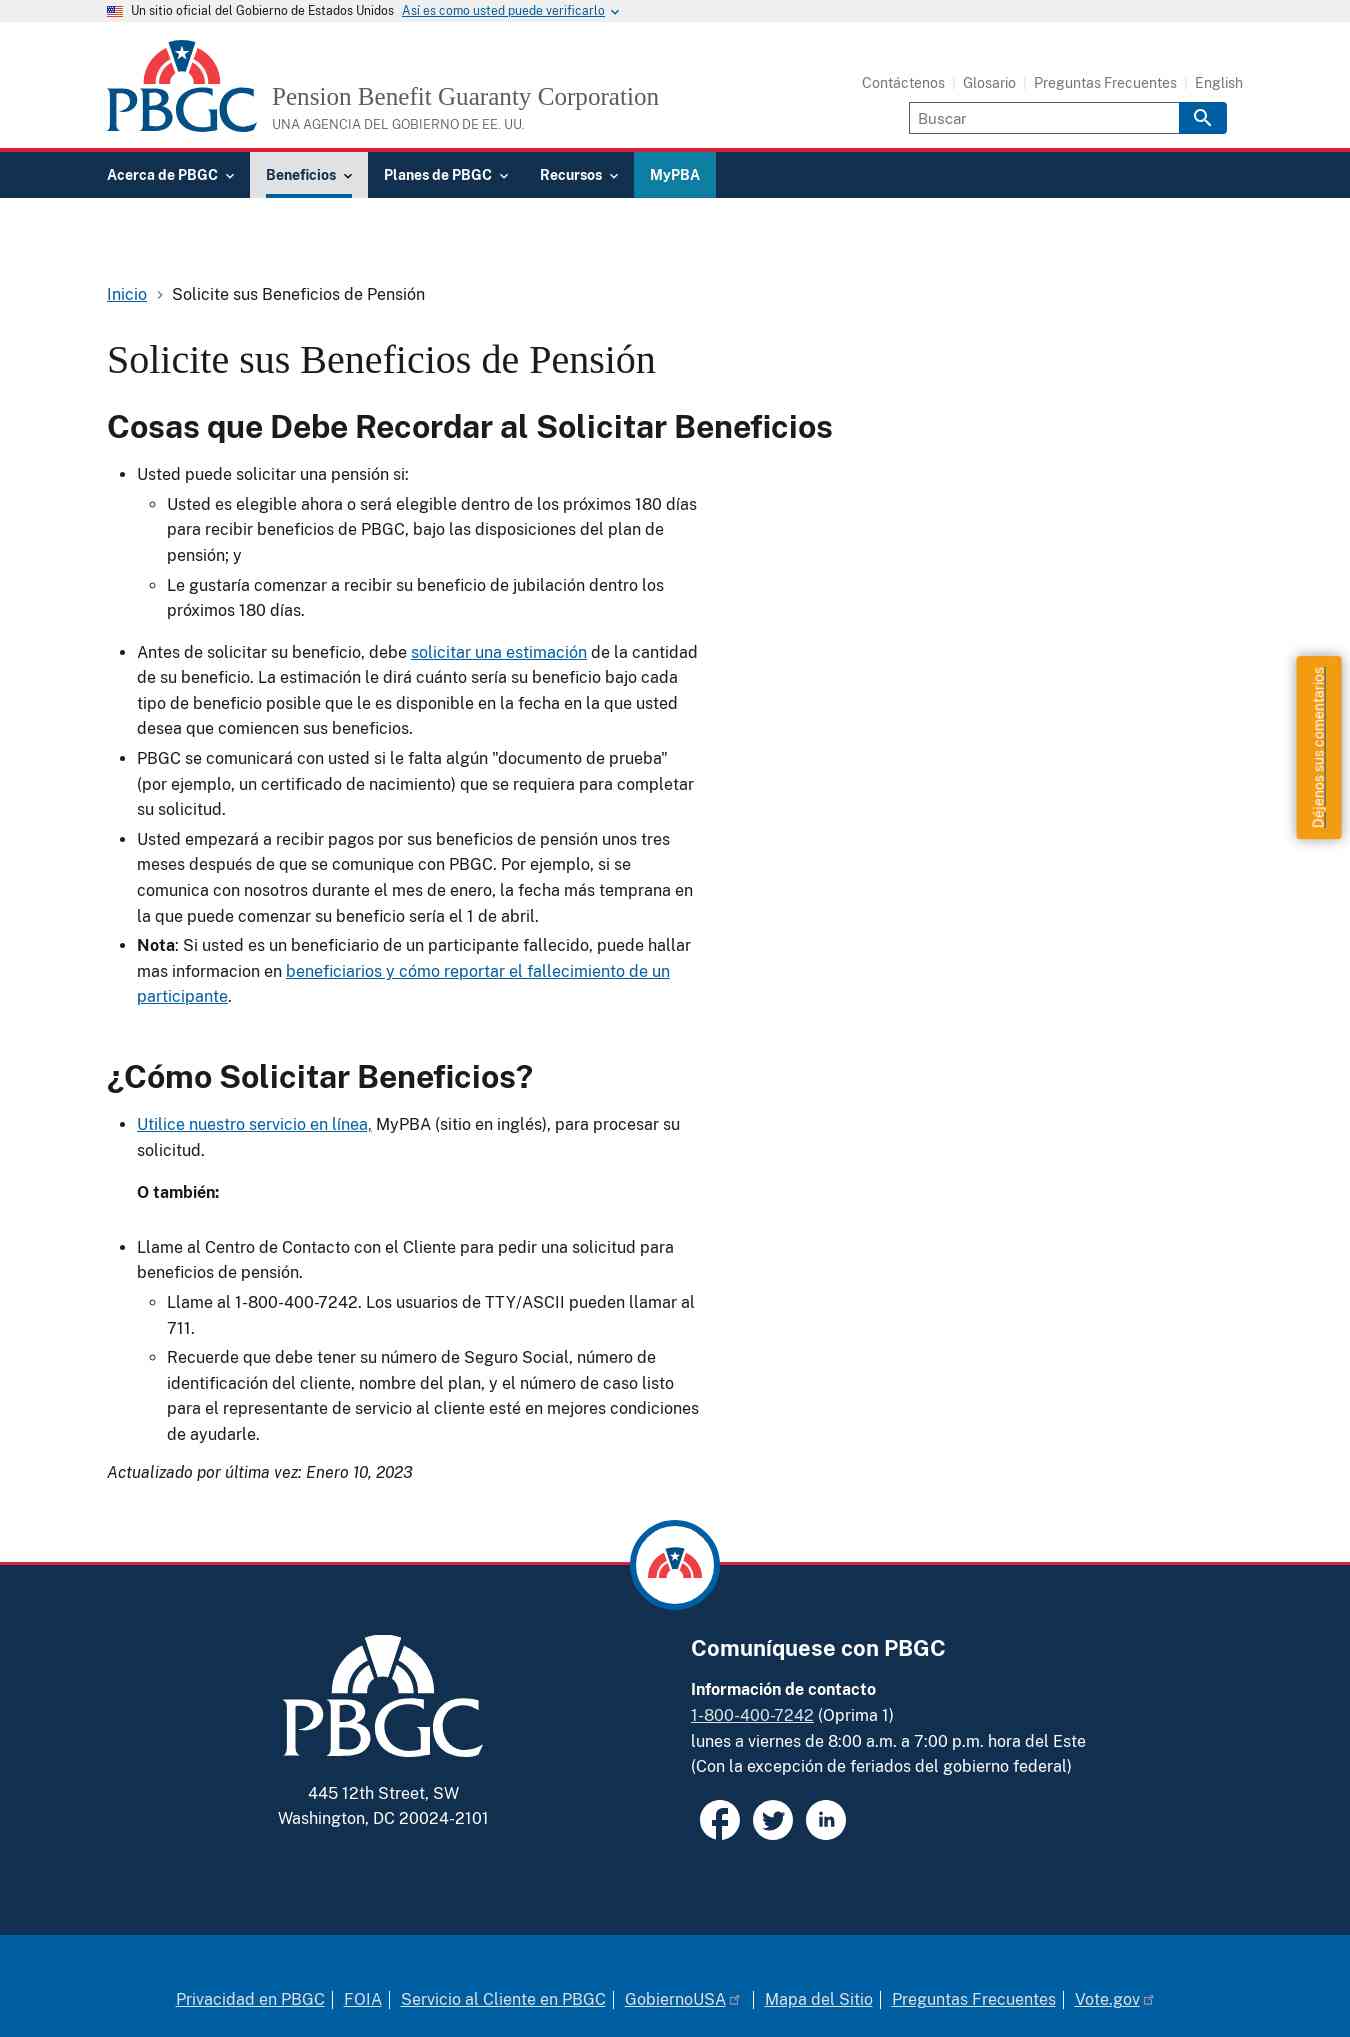 Un sitio oficial del Gobierno de Estados Unidos Así es como usted puede verificarlo
PBGC
Pension Benefit Guaranty Corporation
UNA AGENCIA DEL GOBIERNO DE EE. UU.
Contáctenos | Glosario | Preguntas Frecuentes | English
Buscar
Acerca de PBGC Beneficios Planes de PBGC Recursos MyPBA
Inicio Solicite sus Beneficios de Pensión
Solicite sus Beneficios de Pensión
Cosas que Debe Recordar al Solicitar Beneficios
• Usted puede solicitar una pensión si:
◦ Usted es elegible ahora o será elegible dentro de los próximos 180 días
para recibir beneficios de PBGC, bajo las disposiciones del plan de
pensión; y
◦ Le gustaría comenzar a recibir su beneficio de jubilación dentro los
próximos 180 días.
• Antes de solicitar su beneficio, debe solicitar una estimación de la cantidad
de su beneficio. La estimación le dirá cuánto sería su beneficio bajo cada
tipo de beneficio posible que le es disponible en la fecha en la que usted
desea que comiencen sus beneficios.
• PBGC se comunicará con usted si le falta algún "documento de prueba"
(por ejemplo, un certificado de nacimiento) que se requiera para completar
su solicitud.
• Usted empezará a recibir pagos por sus beneficios de pensión unos tres
meses después de que se comunique con PBGC. Por ejemplo, si se
comunica con nosotros durante el mes de enero, la fecha más temprana en
la que puede comenzar su beneficio sería el 1 de abril.
• Nota: Si usted es un beneficiario de un participante fallecido, puede hallar
mas informacion en beneficiarios y cómo reportar el fallecimiento de un
participante.
Déjenos sus comentarios
¿Cómo Solicitar Beneficios?
• Utilice nuestro servicio en línea, MyPBA (sitio en inglés), para procesar su
solicitud.
O también:
• Llame al Centro de Contacto con el Cliente para pedir una solicitud para
beneficios de pensión.
◦ Llame al 1-800-400-7242. Los usuarios de TTY/ASCII pueden llamar al
711.
◦ Recuerde que debe tener su número de Seguro Social, número de
identificación del cliente, nombre del plan, y el número de caso listo
para el representante de servicio al cliente esté en mejores condiciones
de ayudarle.
Actualizado por última vez: Enero 10, 2023
PBGC
445 12th Street, SW
Washington, DC 20024-2101
Comuníquese con PBGC
Información de contacto
1-800-400-7242 (Oprima 1)
lunes a viernes de 8:00 a.m. a 7:00 p.m. hora del Este
(Con la excepción de feriados del gobierno federal)
in
Privacidad en PBGC | FOIA | Servicio al Cliente en PBGC | GobiernoUSA | Mapa del Sitio | Preguntas Frecuentes | Vote.gov